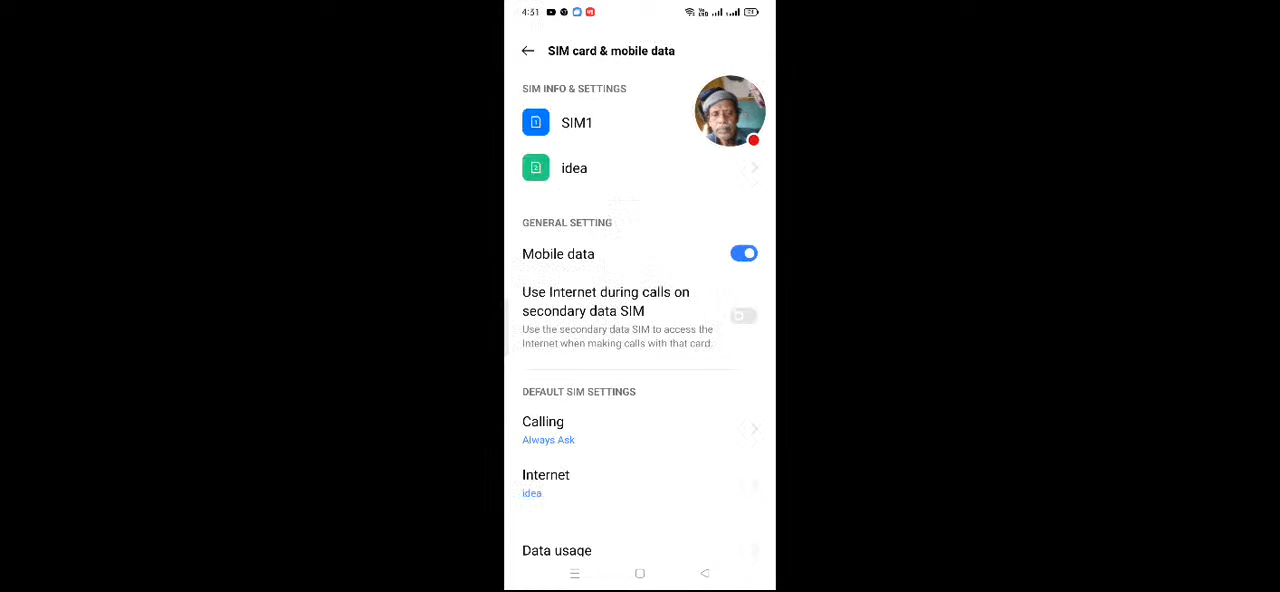 4:31
SIM card & mobile data
SIM INFO & SETTINGS
1
SIM1
2
idea
GENERAL SETTING
Mobile data
Use Internet during calls on
secondary data SIM
Use the secondary data SIM to access the
Internet when making calls with that card.
DEFAULT SIM SETTINGS
Calling
Always Ask
Internet
idea
Data usage